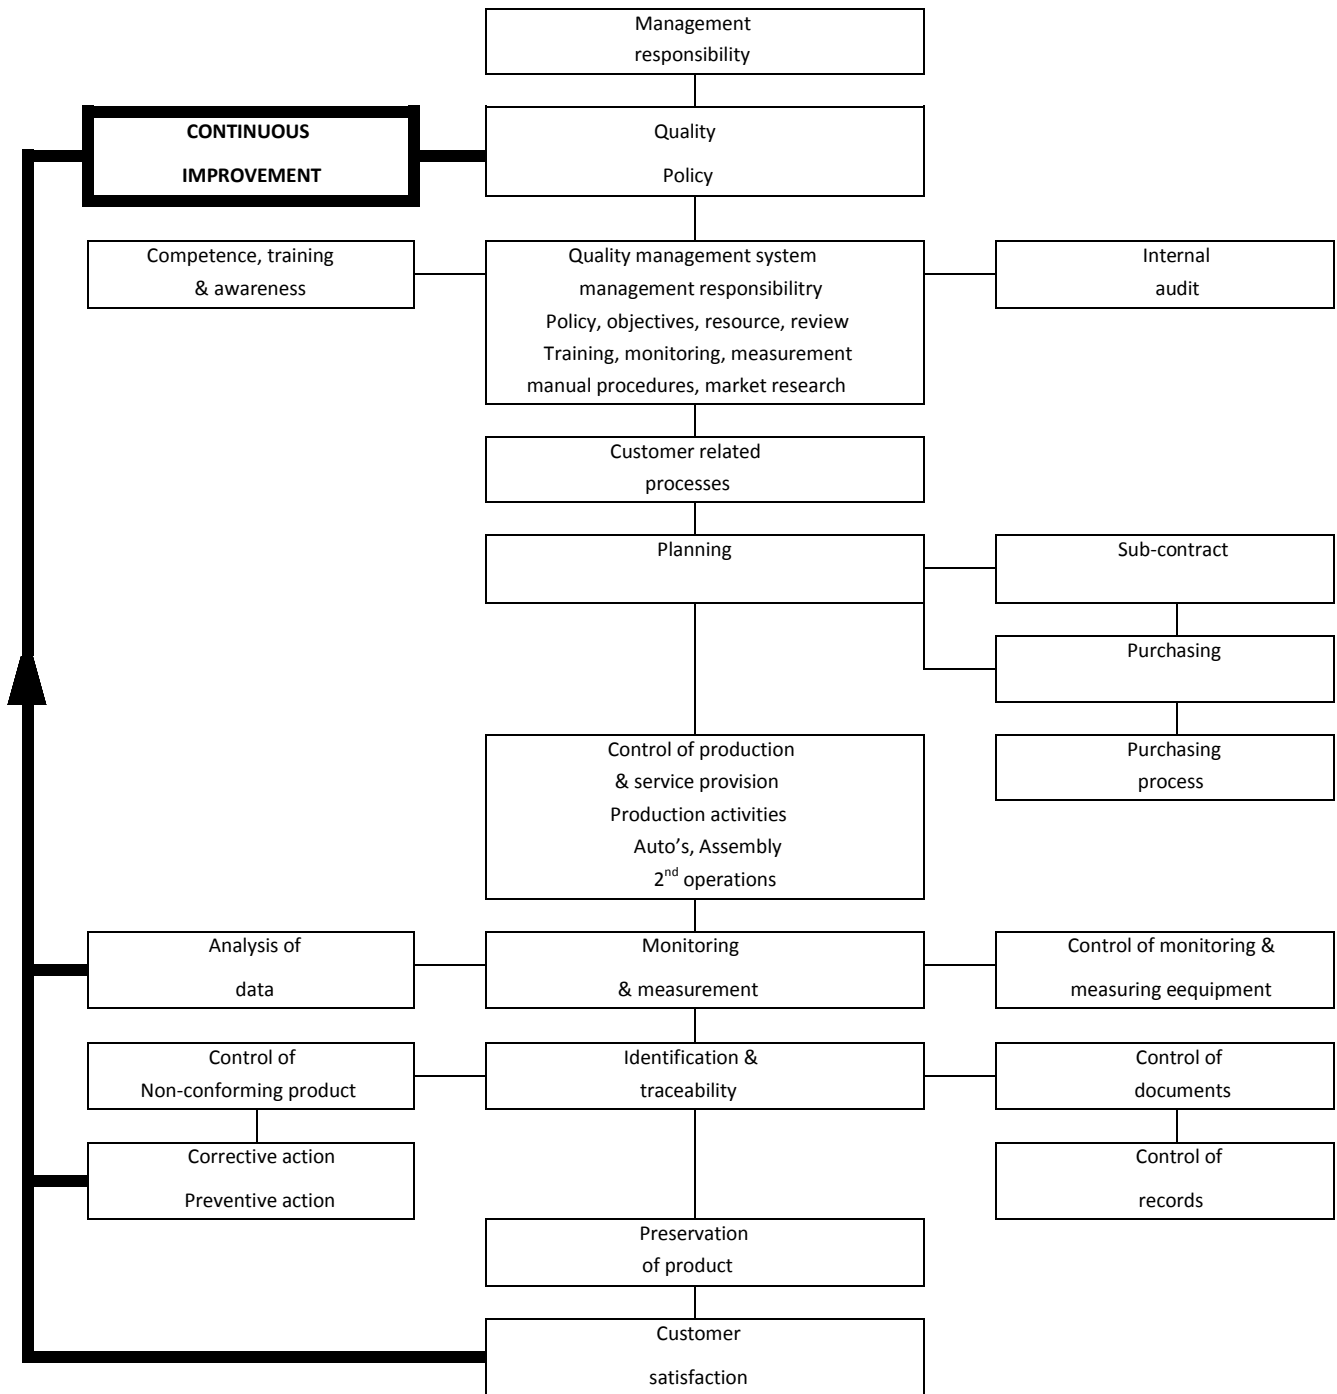 Management
responsibility
CONTINUOUS
IMPROVEMENT
Quality
Policy
Competence, training
& awareness
Quality management system
management responsibilitry
Policy, objectives, resource, review
Training, monitoring, measurement
manual procedures, market research
Internal
audit
Customer related
processes
Planning
Sub-contract
Purchasing
Purchasing
process
Control of production
& service provision
Production activities
Auto’s, Assembly
2nd operations
Analysis of
data
Monitoring
& measurement
Control of monitoring &
measuring eequipment
Control of
Non-conforming product
Identification &
traceability
Control of
documents
Corrective action
Preventive action
Control of
records
Preservation
of product
Customer
satisfaction